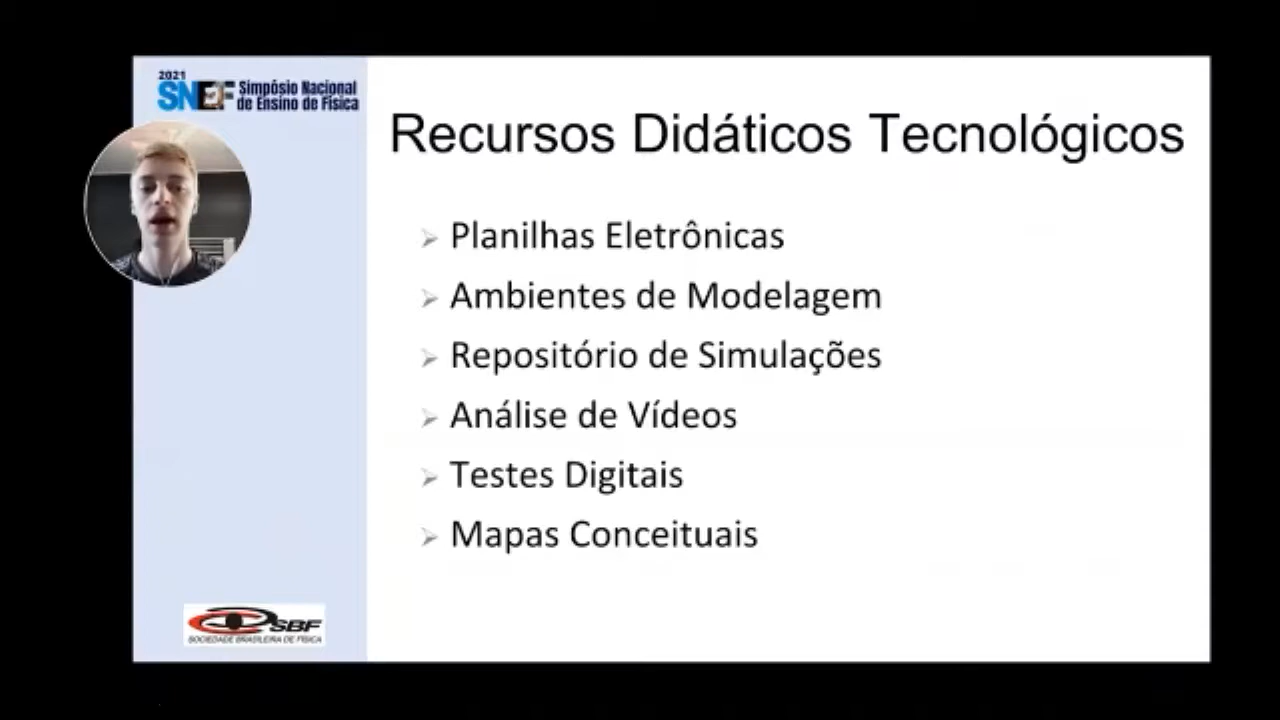 2021
SNEF Simpósio Nacional
de Ensino de Física
Recursos Didáticos Tecnológicos
Planilhas Eletrônicas
Ambientes de Modelagem
Repositório de Simulações
Análise de Vídeos
Testes Digitais
Mapas Conceituais
SBF
SOCIEDADE BRASILEIRA DE FÍSICA